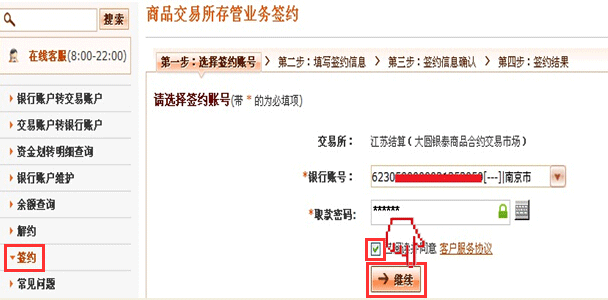 搜索
在线客服(8:00-22:00)
银行账户转交易账户
交易账户转银行账户
资金划转明细查询
银行账户维护
余额查询
解约
签约
常见问题
商品交易所存管业务签约
第一步：选择签约账号 > 第二步：填写签约信息 > 第三步：签约信息确认 > 第四步：签约结果
请选择签约账号(带 * 的为必填项)
交易所： 江苏结算（大圆银泰商品合约交易市场）
*银行账号： 6230 [---]|南京市
*取款密码： ******
同意 客户服务协议
继续